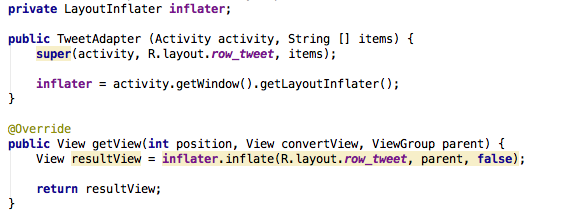 private LayoutInflater inflater;
public TweetAdapter (Activity activity, String [] items) {
super(activity, R.layout.row_tweet, items);
inflater = activity.getWindow().getLayoutInflater();
}
@Override
public View getView(int position, View convertView, ViewGroup parent) {
View resultView = inflater.inflate(R.layout.row_tweet, parent, false);
return resultView;
}